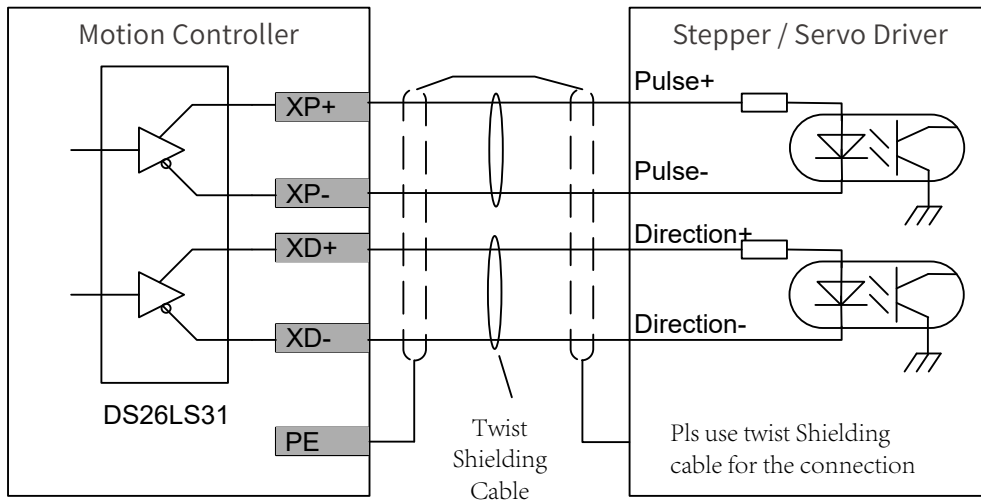 Motion Controller
Stepper / Servo Driver
XP+
Pulse+
XP-
Pulse-
XD+
Direction+
XD-
Direction-
DS26LS31
PE
Twist
Shielding
Cable
Pls use twist Shielding
cable for the connection